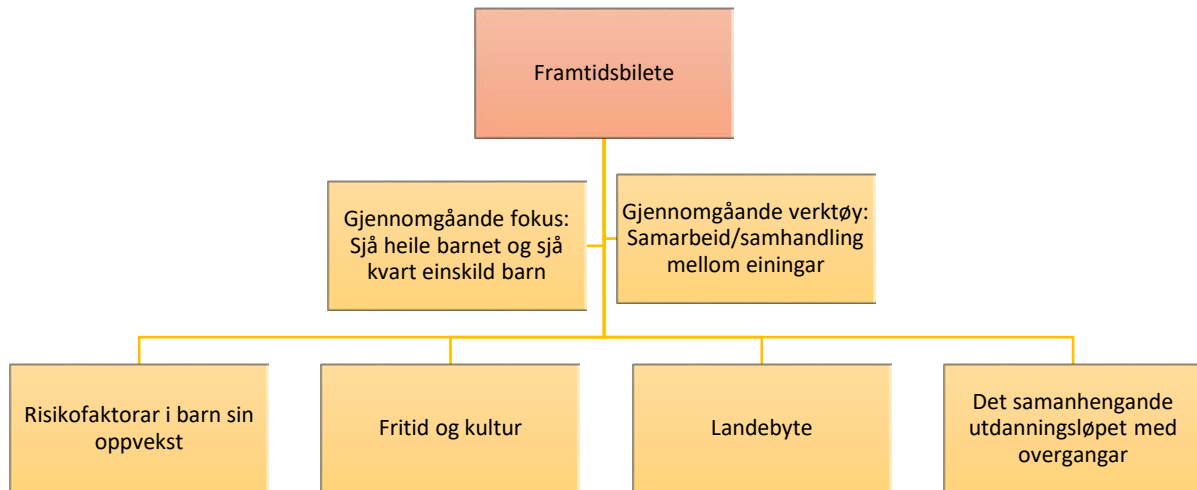 Framtidsbilete
Gjennomgåande fokus:
Sjå heile barnet og sjå
kvart einskild barn
Gjennomgåande verktøy:
Samarbeid/samhandling
mellom einingar
Risikofaktorar i barn sin
oppvekst
Fritid og kultur
Landebyte
Det samanhengande
utdanningsløpet med
overgangar